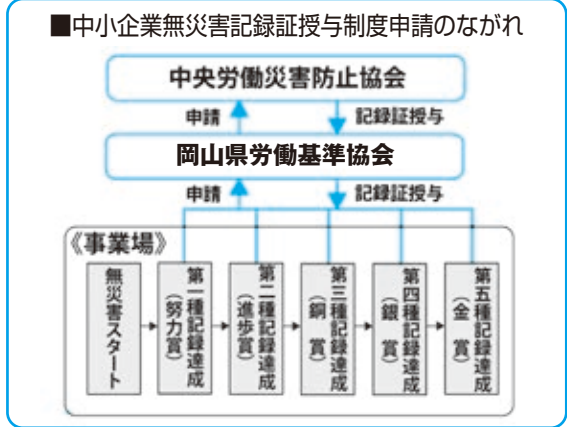 ■中小企業無災害記録証授与制度申請のながれ
中央労働災害防止協会
申請
記録証授与
岡山県労働基準協会
申請
記録証授与
《事業場》
無災害スタート
第一種記録達成
（努力賞）
第二種記録達成
（進歩賞）
第三種記録達成
（銅 賞）
第四種記録達成
（銀 賞）
第五種記録達成
（金 賞）